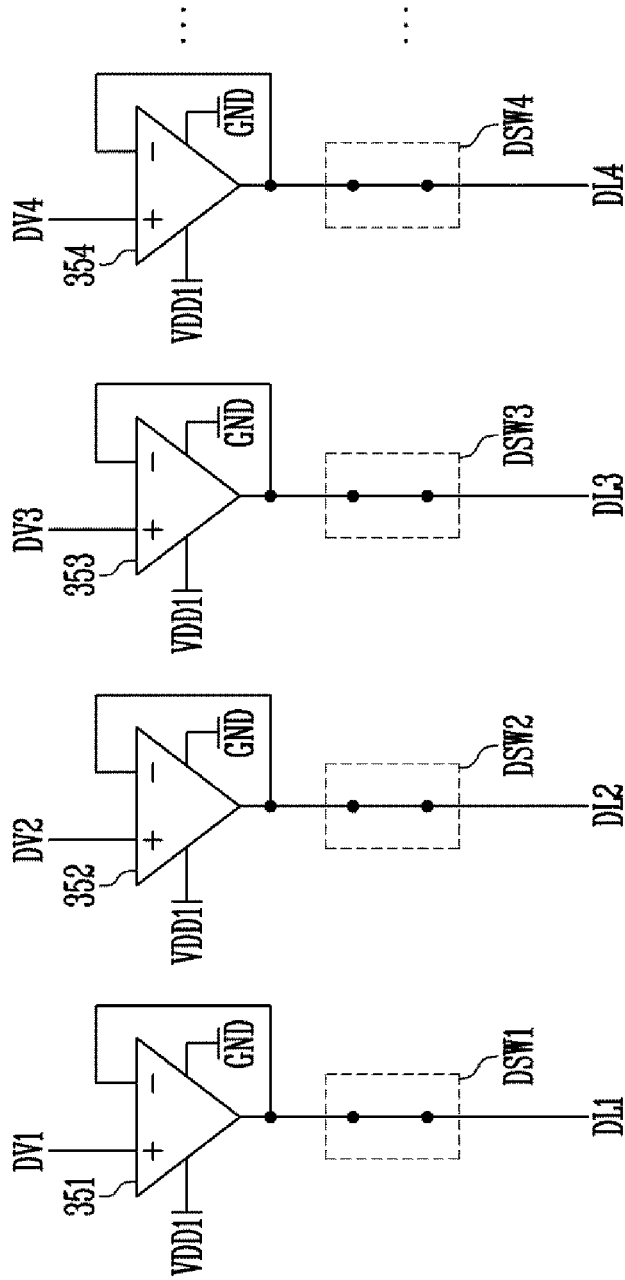 DV1
DV2
DV3
DV4
...
351
352
353
354
−
+
−
+
−
+
−
+
VDD1
GND
VDD1
GND
VDD1
GND
VDD1
GND
...
DSW1
DSW2
DSW3
DSW4
DL1
DL2
DL3
DL4